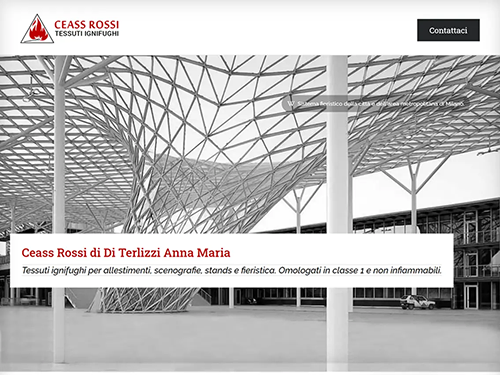 CEASS ROSSI
TESSUTI IGNIFUGHI
Contattaci
Sistema fieristico della città e dell'area metropolitana di Milano.
Ceass Rossi di Di Terlizzi Anna Maria
Tessuti ignifughi per allestimenti, scenografie, stands e fieristica. Omologati in classe 1 e non infiammabili.